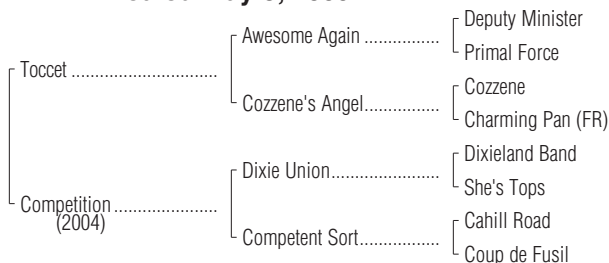 Deputy Minister
Awesome Again ................
Primal Force
Toccet ...............................
Cozzene
Cozzene's Angel................
Charming Pan (FR)
Dixieland Band
Dixie Union.......................
She's Tops
Competition ......................
(2004)
Cahill Road
Competent Sort.................
Coup de Fusil